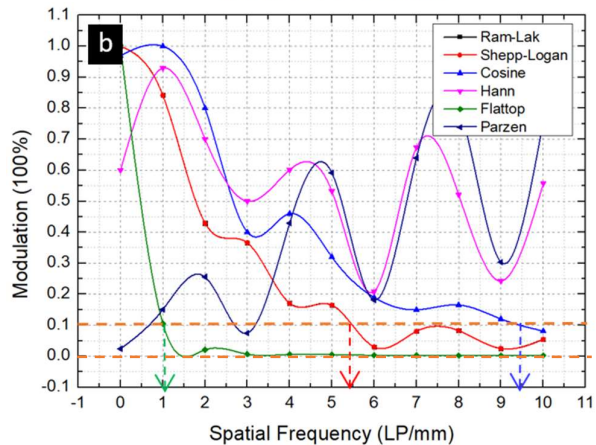 b
Ram-Lak
Shepp-Logan
Cosine
Hann
Flattop
Parzen
1.1
1.0
0.9
0.8
0.7
0.6
0.5
0.4
0.3
0.2
0.1
0.0
-0.1
Modulation (100%)
-1 0 1 2 3 4 5 6 7 8 9 10 11
Spatial Frequency (LP/mm)